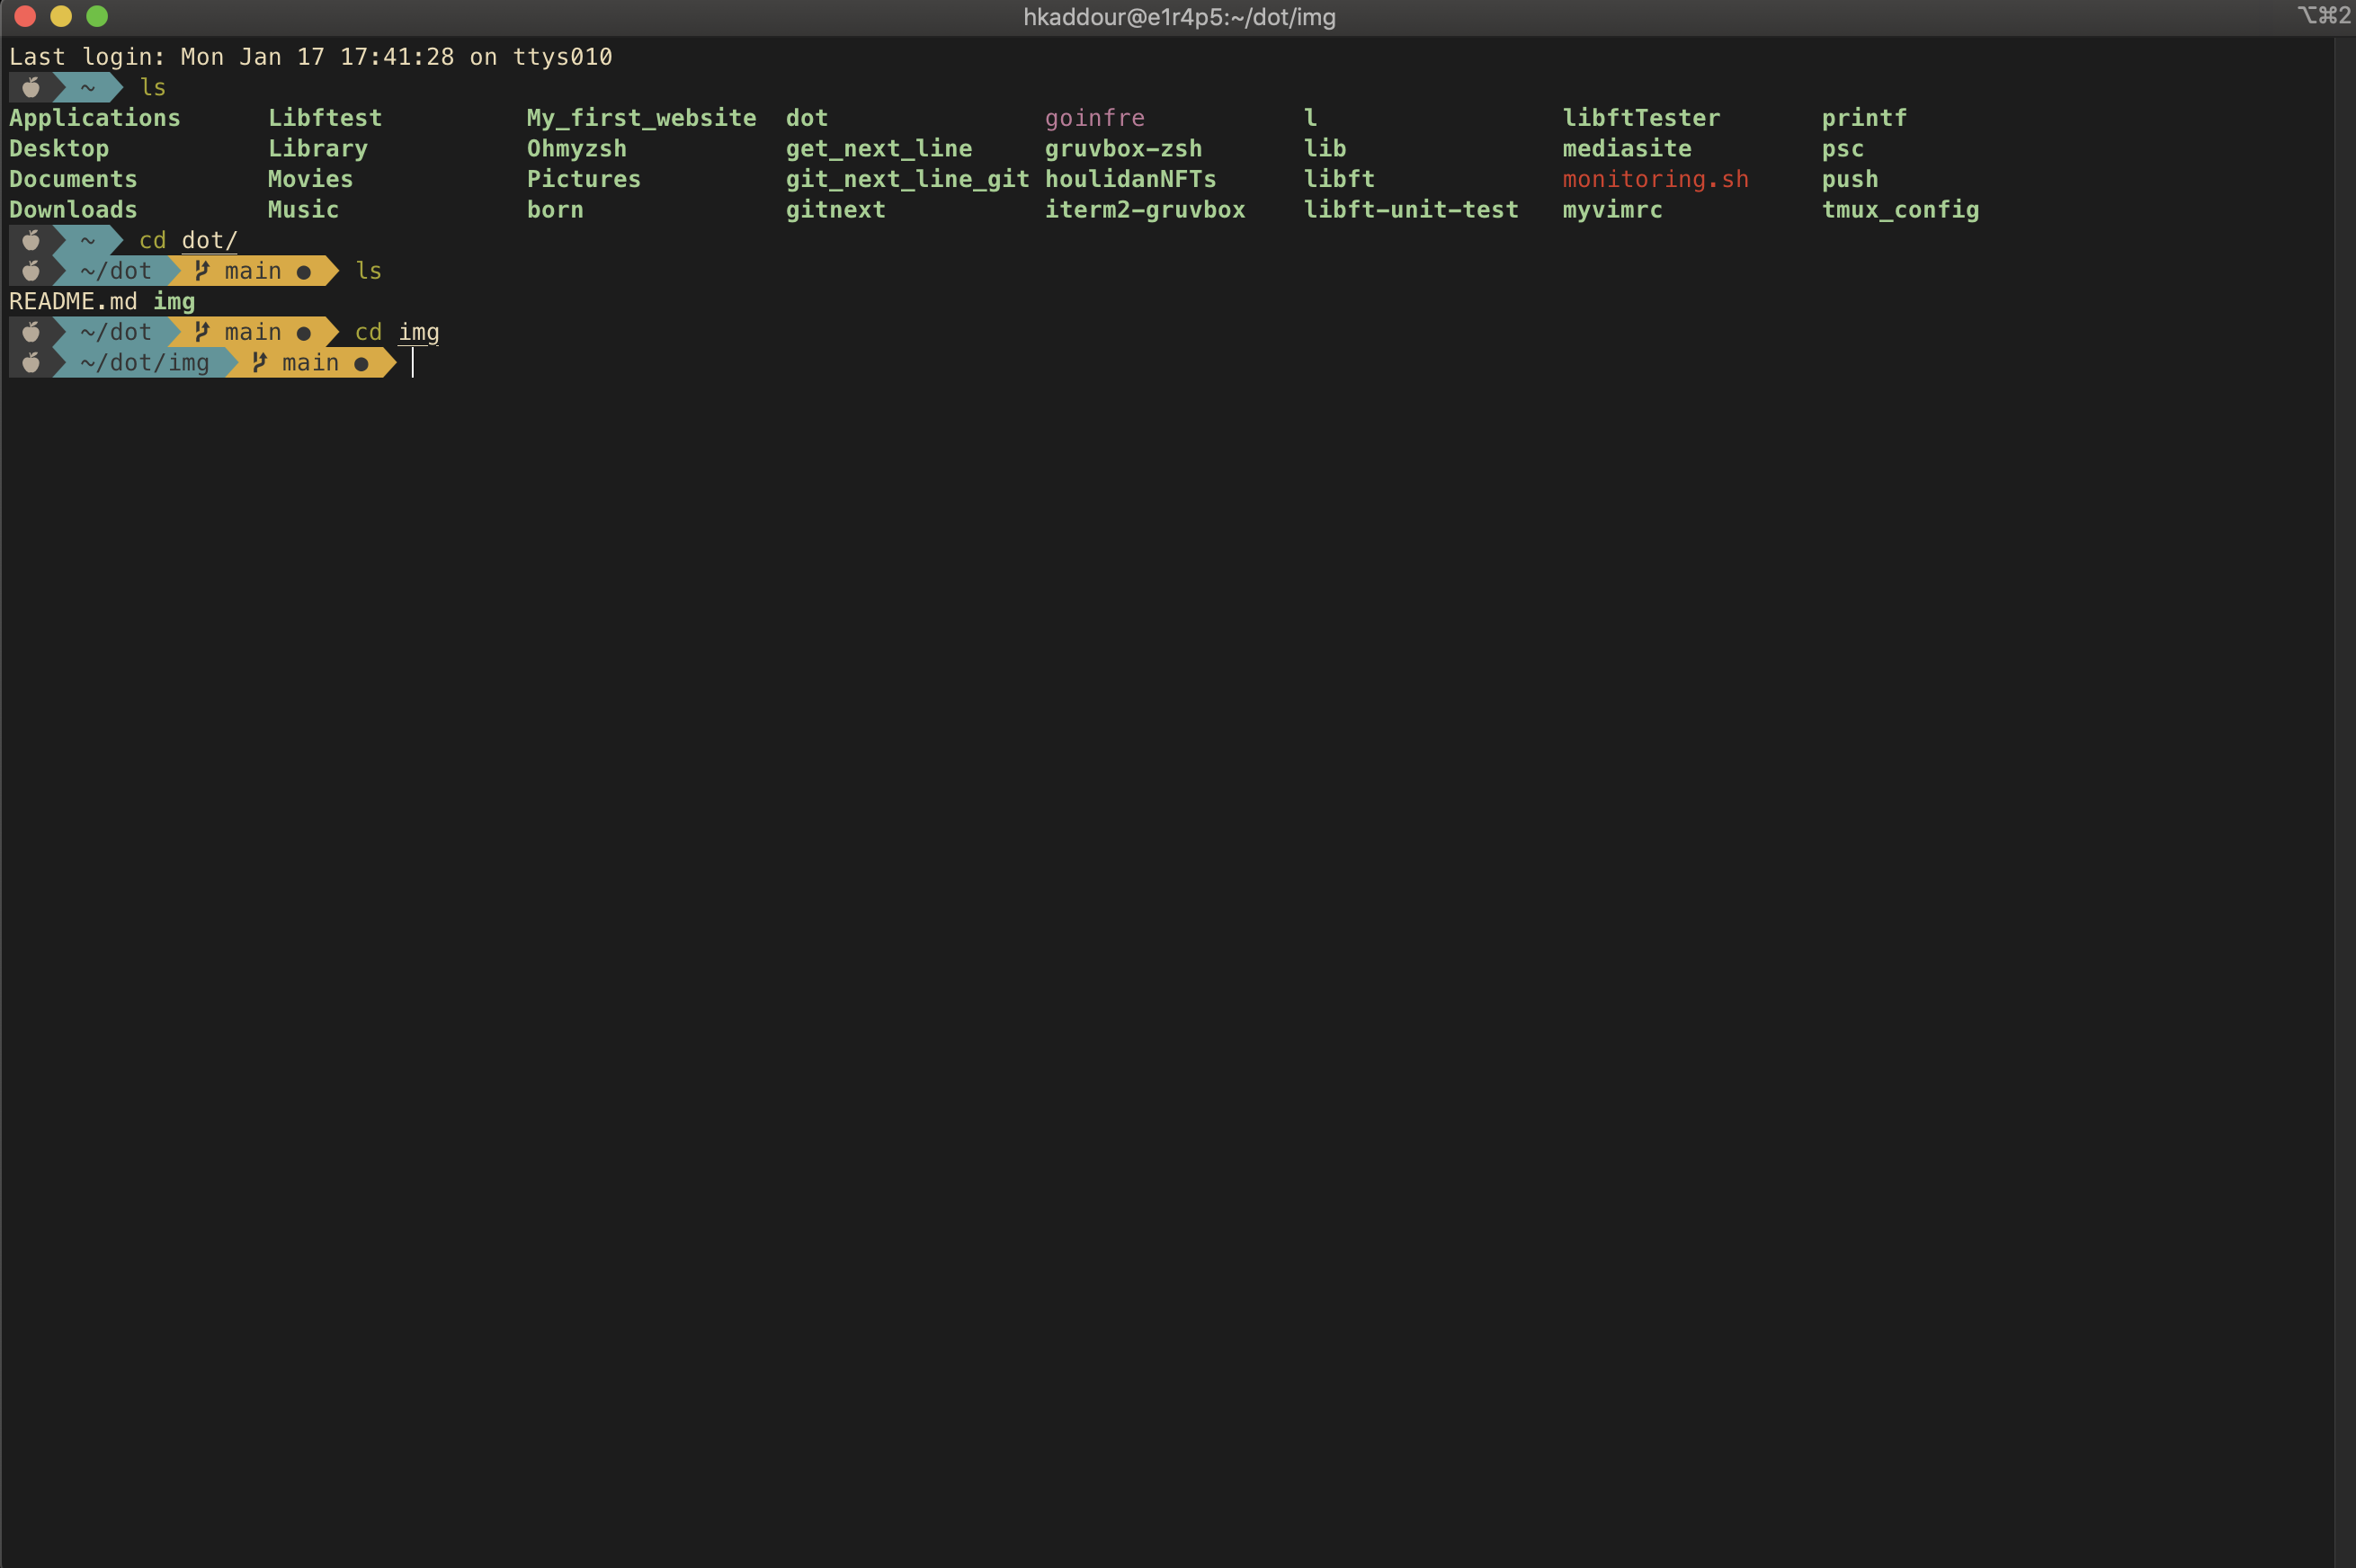 hkaddour@e1r4p5:~/dot/img ⌥⌘2
Last login: Mon Jan 17 17:41:28 on ttys010
~ ls
Applications Libftest My_first_website dot goinfre l libftTester printf
Desktop Library Ohmyzsh get_next_line gruvbox-zsh lib mediasite psc
Documents Movies Pictures git_next_line_git houlidanNFTs libft monitoring.sh push
Downloads Music born gitnext iterm2-gruvbox libft-unit-test myvimrc tmux_config
~ cd dot/
~/dot main ● ls
README.md img
~/dot main ● cd img
~/dot/img main ●